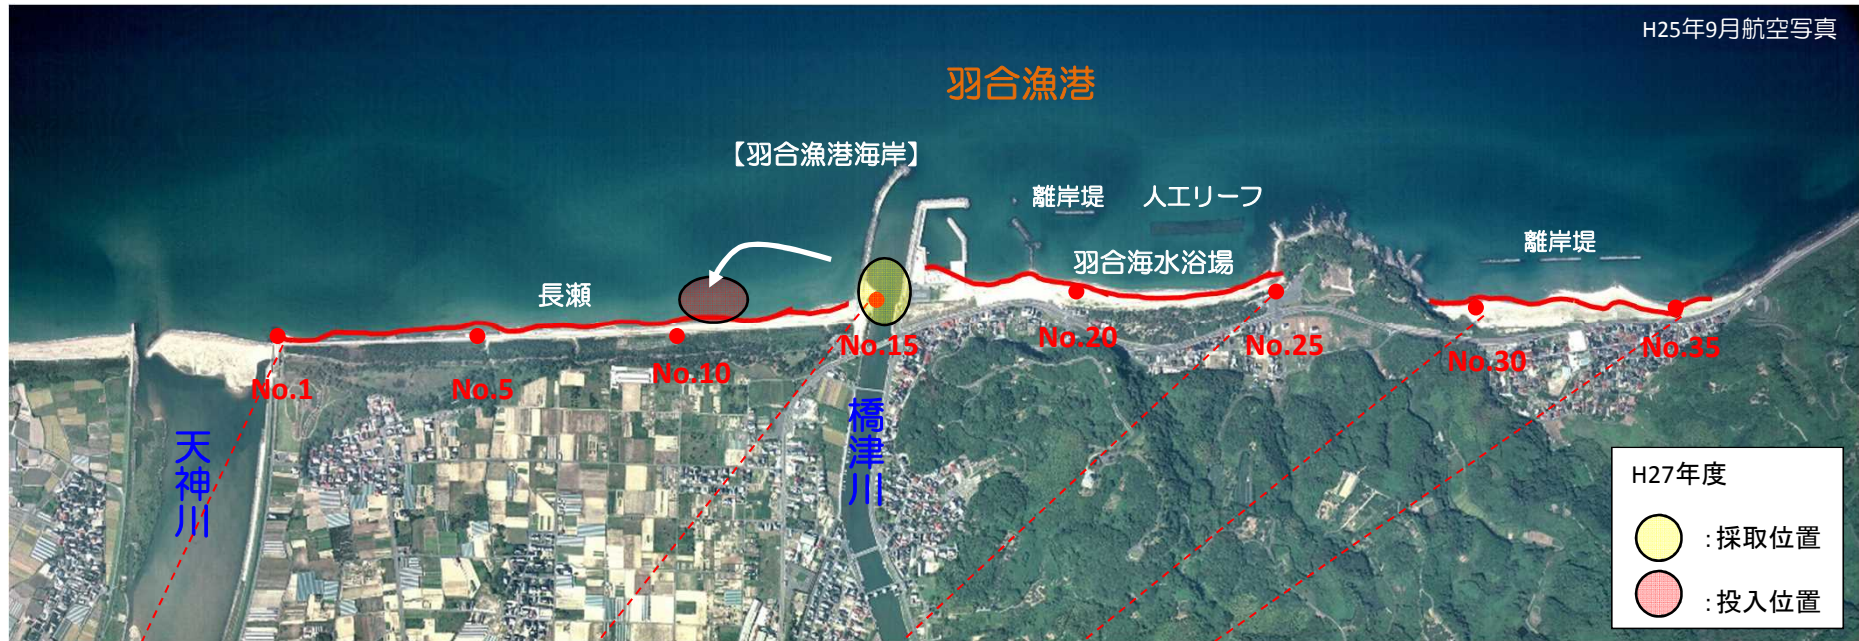 H25年9月航空写真
羽合漁港
【羽合漁港海岸】
離岸堤
人工リーフ
離岸堤
羽合海水浴場
長瀬
No.1
No.5
No.10
No.15
No.20
No.25
No.30
No.35
天神川
橋津川
H27年度
：採取位置
：投入位置